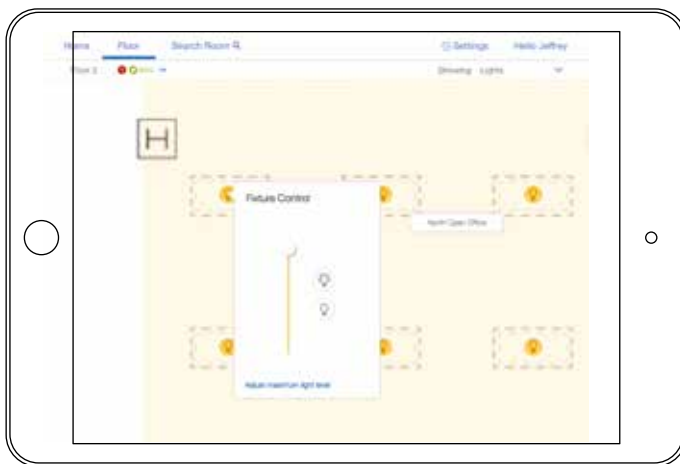 Home Floor Search Room Settings Hello Jeffrey
Floor 2 Showing Lights
H
Fixture Control
North Open Office
Adjust maximum light level